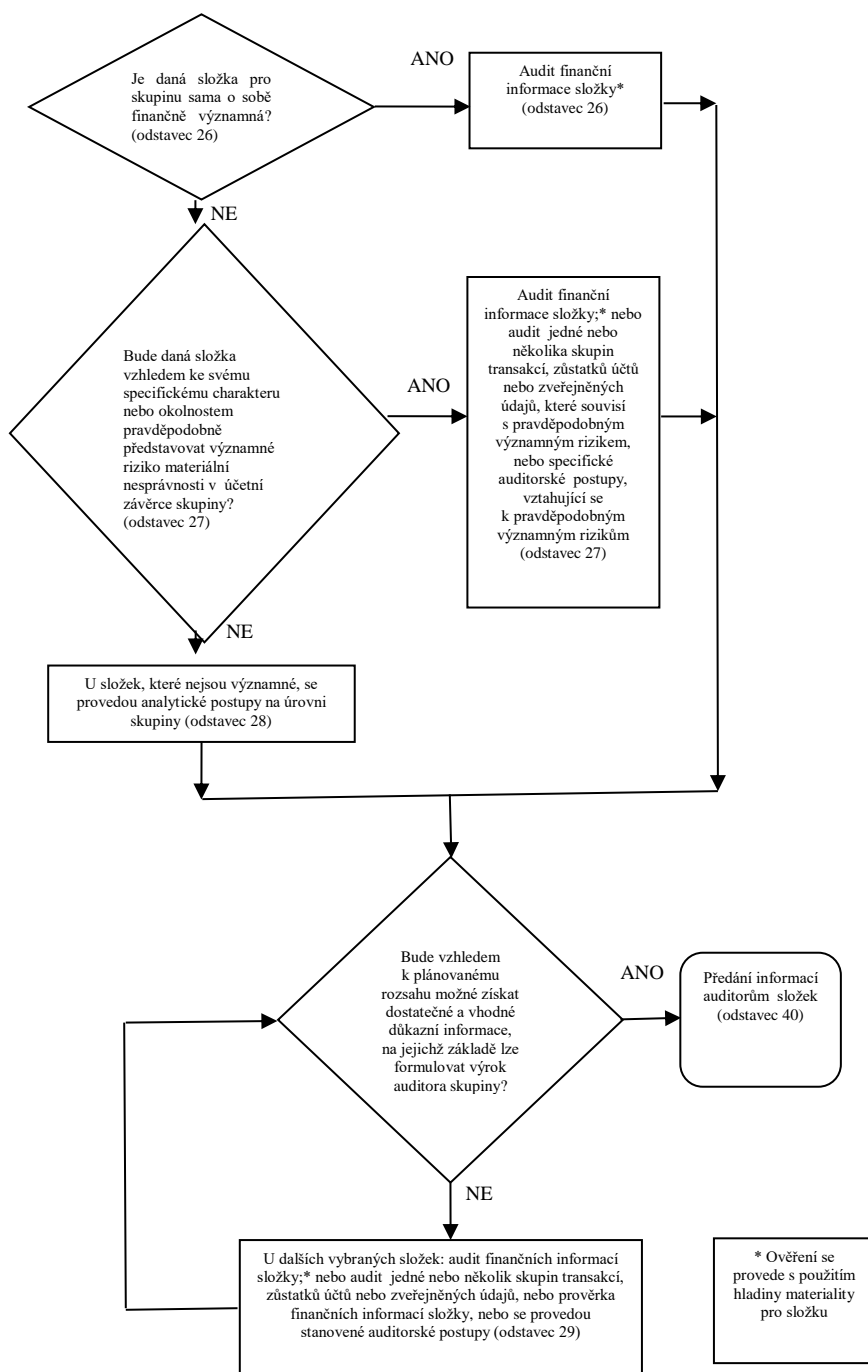 Je daná složka pro
skupinu sama o sobě
finančně významná?
(odstavec 26)
ANO
Audit finanční
informace složky*
(odstavec 26)
NE
Bude daná složka
vzhledem ke svému
specifickému charakteru
nebo okolnostem
pravděpodobně
představovat významné
riziko materiální
nesprávnosti v účetní
závěrce skupiny?
(odstavec 27)
ANO
Audit finanční
informace složky;* nebo
audit jedné nebo
několika skupin
transakcí, zůstatků účtů
nebo zveřejněných
údajů, které souvisí
s pravděpodobným
významným rizikem,
nebo specifické
auditorské postupy,
vztahující se
k pravděpodobným
významným rizikům
(odstavec 27)
NE
U složek, které nejsou významné, se
provedou analytické postupy na úrovni
skupiny (odstavec 28)
Bude vzhledem
k plánovanému
rozsahu možné získat
dostatečné a vhodné
důkazní informace,
na jejichž základě lze
formulovat výrok
auditora skupiny?
ANO
Předání informací
auditorům složek
(odstavec 40)
NE
U dalších vybraných složek: audit finančních informací
složky;* nebo audit jedné nebo několik skupin transakcí,
zůstatků účtů nebo zveřejněných údajů, nebo prověrka
finančních informací složky, nebo se provedou
stanovené auditorské postupy (odstavec 29)
* Ověření se
provede s použitím
hladiny materiality
pro složku